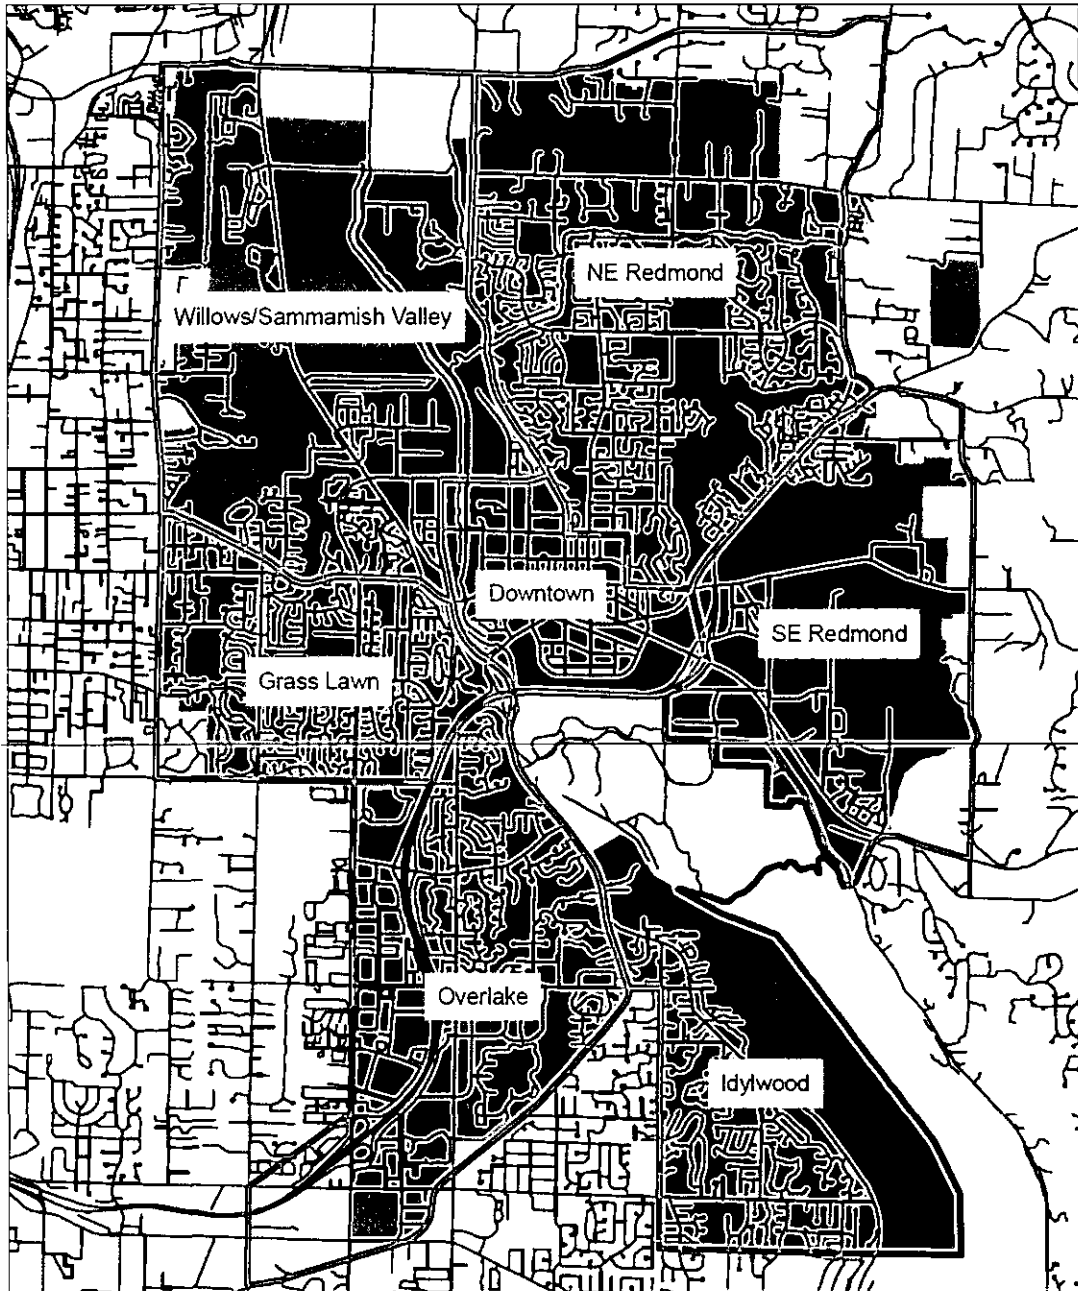 NE Redmond
Willows/Sammamish Valley
Downtown
SE Redmond
Grass Lawn
Overlake
Idylwood